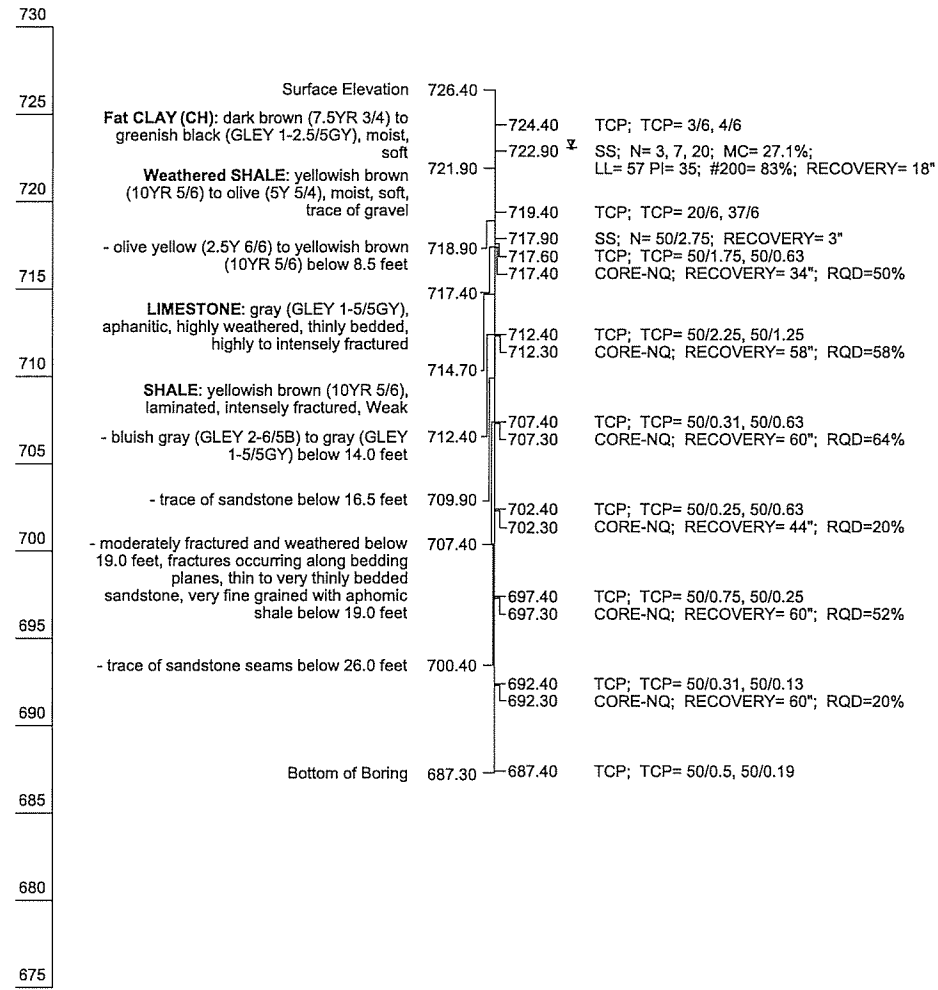 730
725
720
715
710
705
700
695
690
685
680
675
Surface Elevation 726.40
Fat CLAY (CH): dark brown (7.5YR 3/4) to
greenish black (GLEY 1-2.5/5GY), moist,
soft
721.90
Weathered SHALE: yellowish brown
(10YR 5/6) to olive (5Y 5/4), moist, soft,
trace of gravel
- olive yellow (2.5Y 6/6) to yellowish brown 718.90
(10YR 5/6) below 8.5 feet
717.40
LIMESTONE: gray (GLEY 1-5/5GY),
aphanitic, highly weathered, thinly bedded,
highly to intensely fractured
714.70
SHALE: yellowish brown (10YR 5/6),
laminated, intensely fractured, Weak
- bluish gray (GLEY 2-6/5B) to gray (GLEY 712.40
1-5/5GY) below 14.0 feet
- trace of sandstone below 16.5 feet 709.90
- moderately fractured and weathered below 707.40
19.0 feet, fractures occurring along bedding
planes, thin to very thinly bedded
sandstone, very fine grained with aphomic
shale below 19.0 feet
- trace of sandstone seams below 26.0 feet 700.40
Bottom of Boring 687.30
724.40 TCP; TCP= 3/6, 4/6
722.90 SS; N= 3, 7, 20; MC= 27.1%;
LL= 57 PI= 35; #200= 83%; RECOVERY= 18"
719.40 TCP; TCP= 20/6, 37/6
717.90 SS; N= 50/2.75; RECOVERY= 3"
717.60 TCP; TCP= 50/1.75, 50/0.63
717.40 CORE-NQ; RECOVERY= 34"; RQD=50%
712.40 TCP; TCP= 50/2.25, 50/1.25
712.30 CORE-NQ; RECOVERY= 58"; RQD=58%
707.40 TCP; TCP= 50/0.31, 50/0.63
707.30 CORE-NQ; RECOVERY= 60"; RQD=64%
702.40 TCP; TCP= 50/0.25, 50/0.63
702.30 CORE-NQ; RECOVERY= 44"; RQD=20%
697.40 TCP; TCP= 50/0.75, 50/0.25
697.30 CORE-NQ; RECOVERY= 60"; RQD=52%
692.40 TCP; TCP= 50/0.31, 50/0.13
692.30 CORE-NQ; RECOVERY= 60"; RQD=20%
687.40 TCP; TCP= 50/0.5, 50/0.19